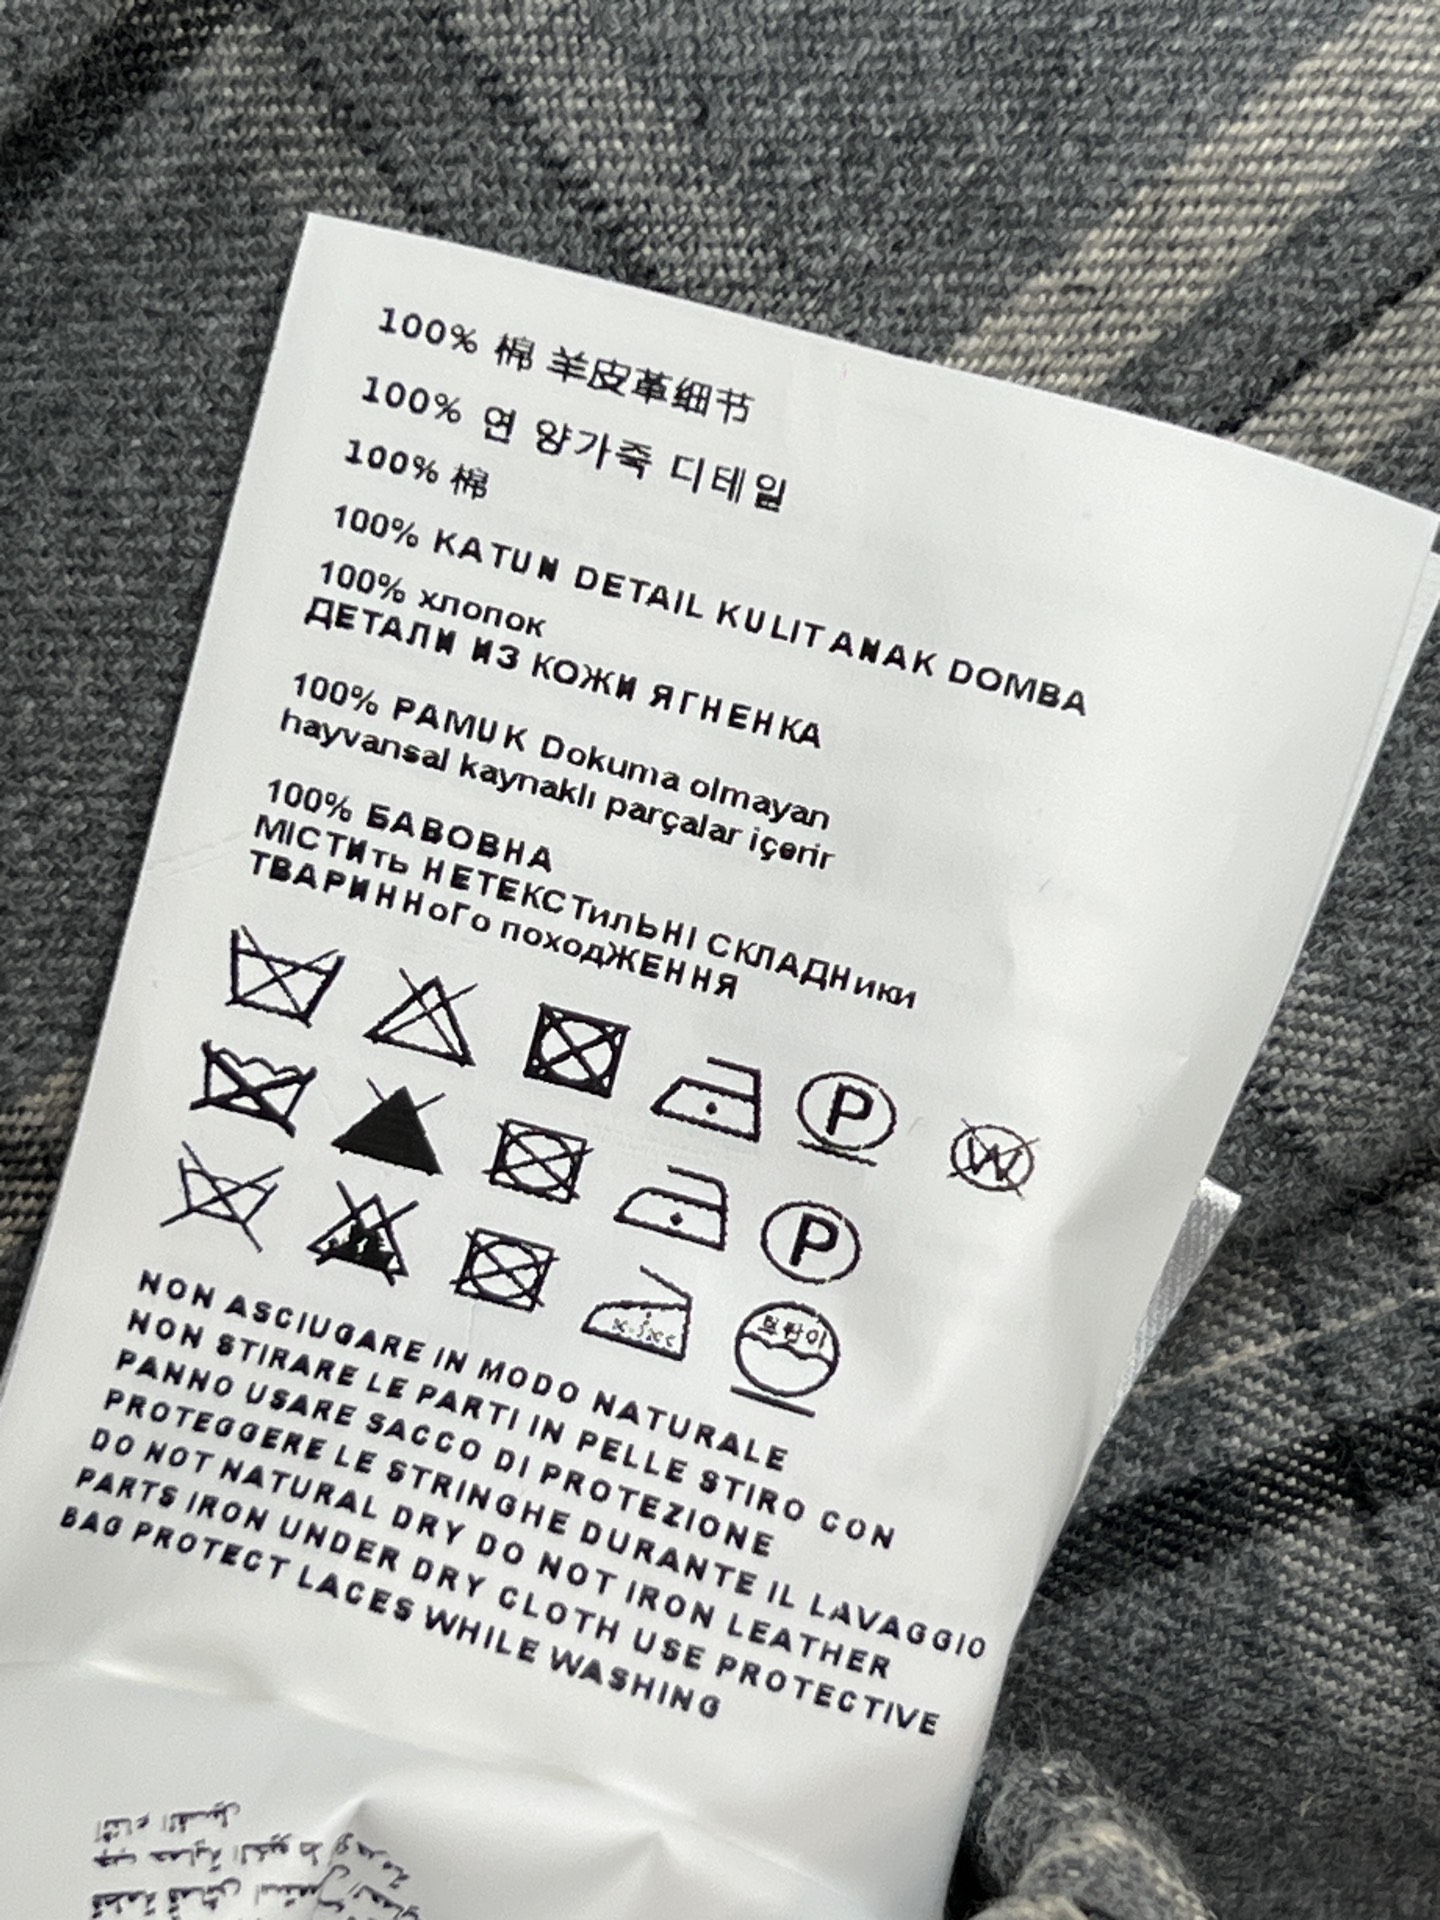 100% 棉 羊皮革细节
100% 면 양가죽 디테일
100% 棉
100% KATUN DETAIL KULIT ANAK DOMBA
100% хлопок
ДЕТАЛИ ИЗ КОЖИ ЯГНЕНКА
100% PAMUK Dokuma olmayan
hayvansal kaynaklı parçalar içerir
100% БАВОВНА
МІСТИть НЕТЕКСТильНІ СКЛАДНики
ТВАРИННоГо походЖЕННЯ
P W
P
드라이
NON ASCIUGARE IN MODO NATURALE
NON STIRARE LE PARTI IN PELLE STIRO CON
PANNO USARE SACCO DI PROTEZIONE
PROTEGGERE LE STRINGHE DURANTE IL LAVAGGIO
DO NOT NATURAL DRY DO NOT IRON LEATHER
PARTS IRON UNDER DRY CLOTH USE PROTECTIVE
BAG PROTECT LACES WHILE WASHING